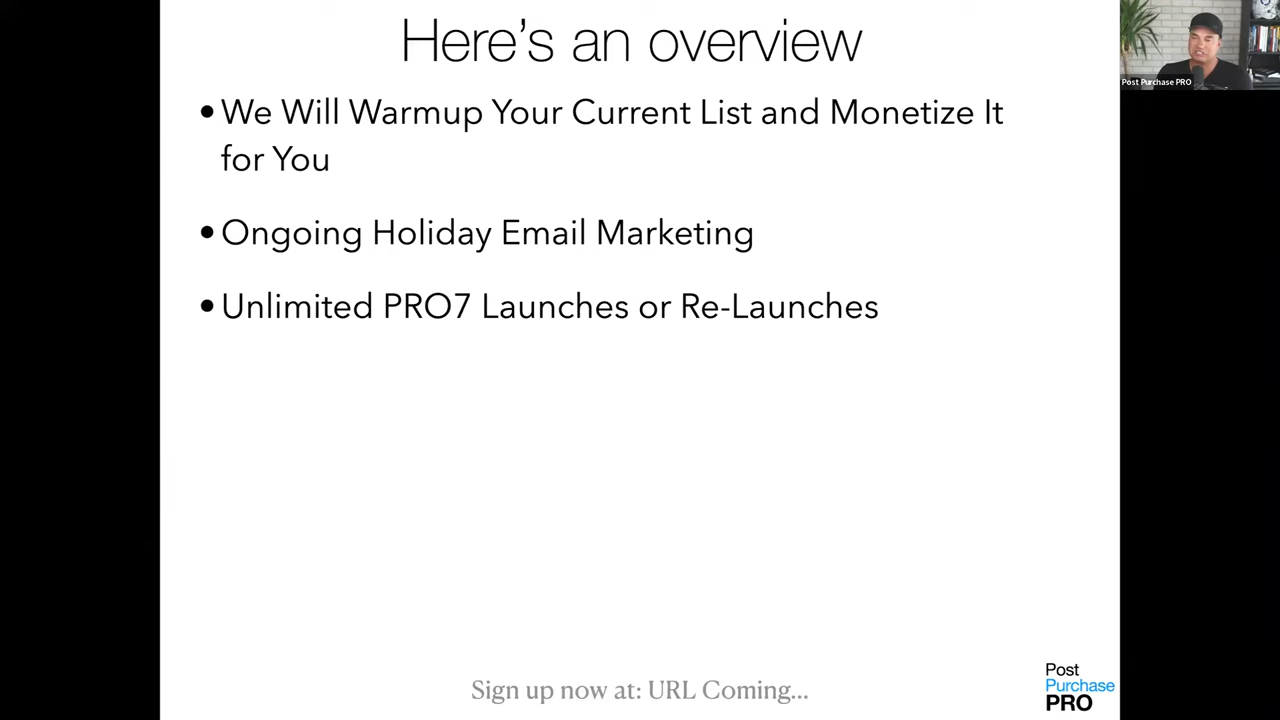 Here's an overview
• We Will Warmup Your Current List and Monetize It
for You
• Ongoing Holiday Email Marketing
• Unlimited PRO7 Launches or Re-Launches
Sign up now at: URL Coming...
Post
Purchase
PRO
Post Purchase PRO